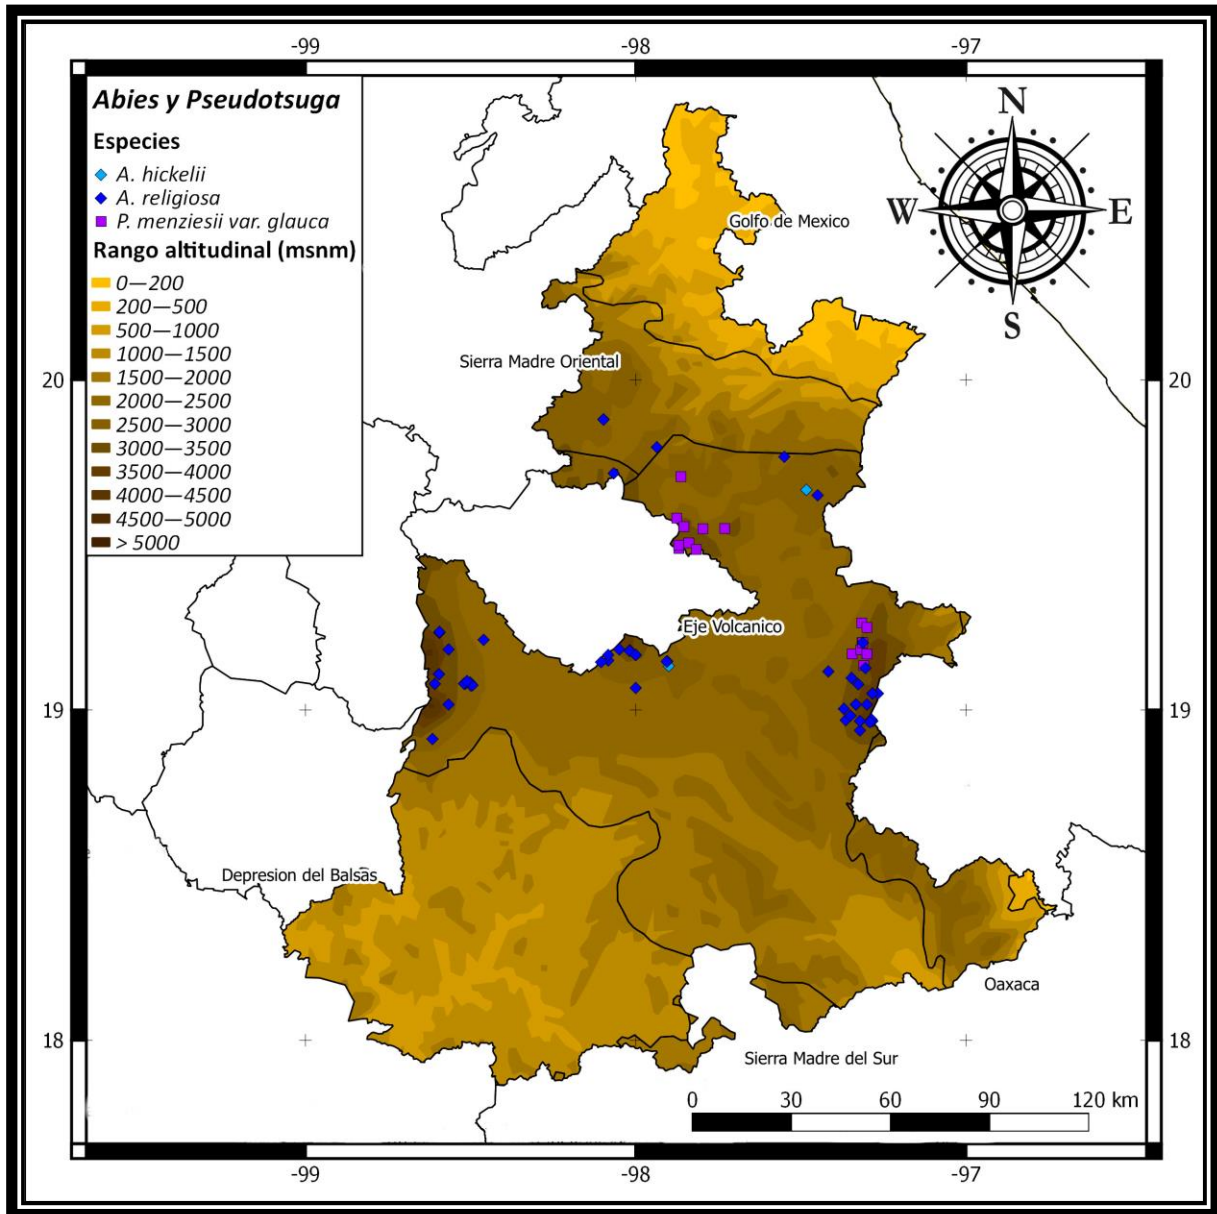 -99
-98
-97
Abies y Pseudotsuga
Especies
A. hickelii
A. religiosa
P. menziesii var. glauca
Rango altitudinal (msnm)
0—200
200—500
500—1000
1000—1500
1500—2000
2000—2500
2500—3000
3000—3500
3500—4000
4000—4500
4500—5000
> 5000
N
W
E
S
Golfo de Mexico
Sierra Madre Oriental
20
20
Eje Volcanico
19
19
Depresion del Balsas
Oaxaca
18
18
Sierra Madre del Sur
0
30
60
90
120 km
-99
-98
-97